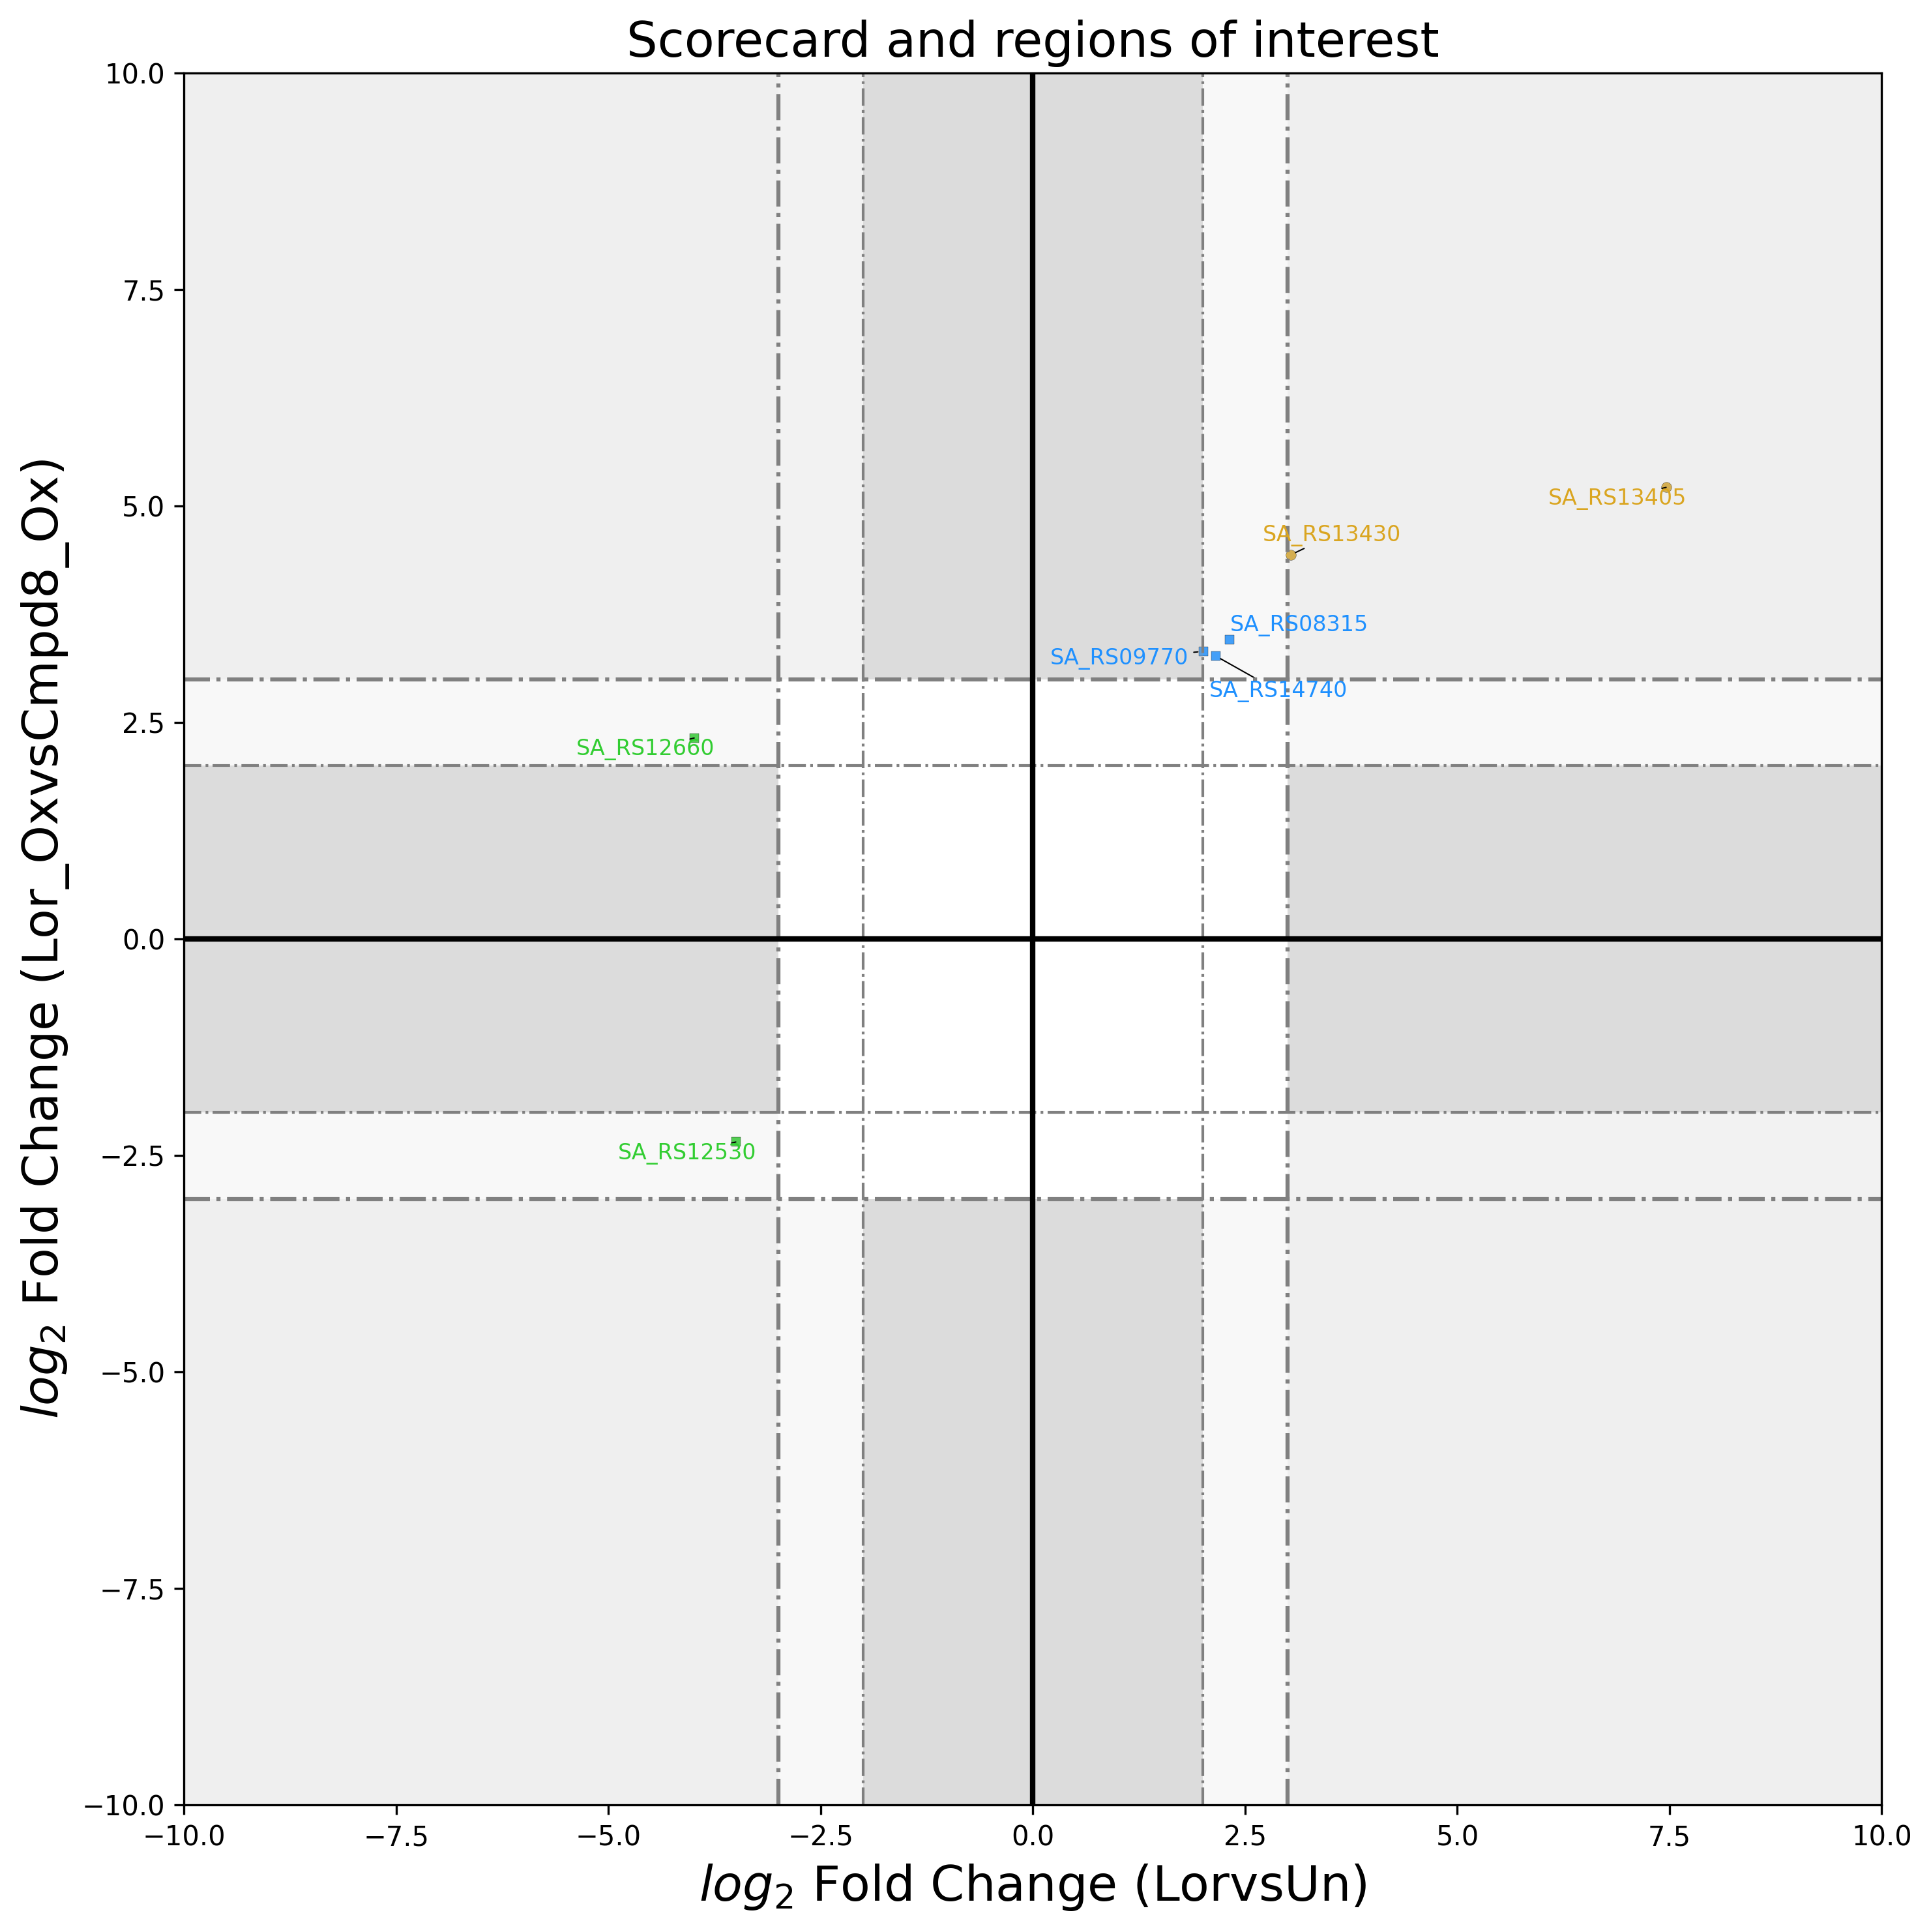 Scorecard and regions of interest
log2 Fold Change (Lor_OxvsCmpd8_Ox)
10.0
7.5
5.0
2.5
0.0
−2.5
−5.0
−7.5
−10.0
SA_RS13405
SA_RS13430
SA_RS08315
SA_RS09770
SA_RS14740
SA_RS12660
SA_RS12530
−10.0 −7.5 −5.0 −2.5 0.0 2.5 5.0 7.5 10.0
log2 Fold Change (LorvsUn)